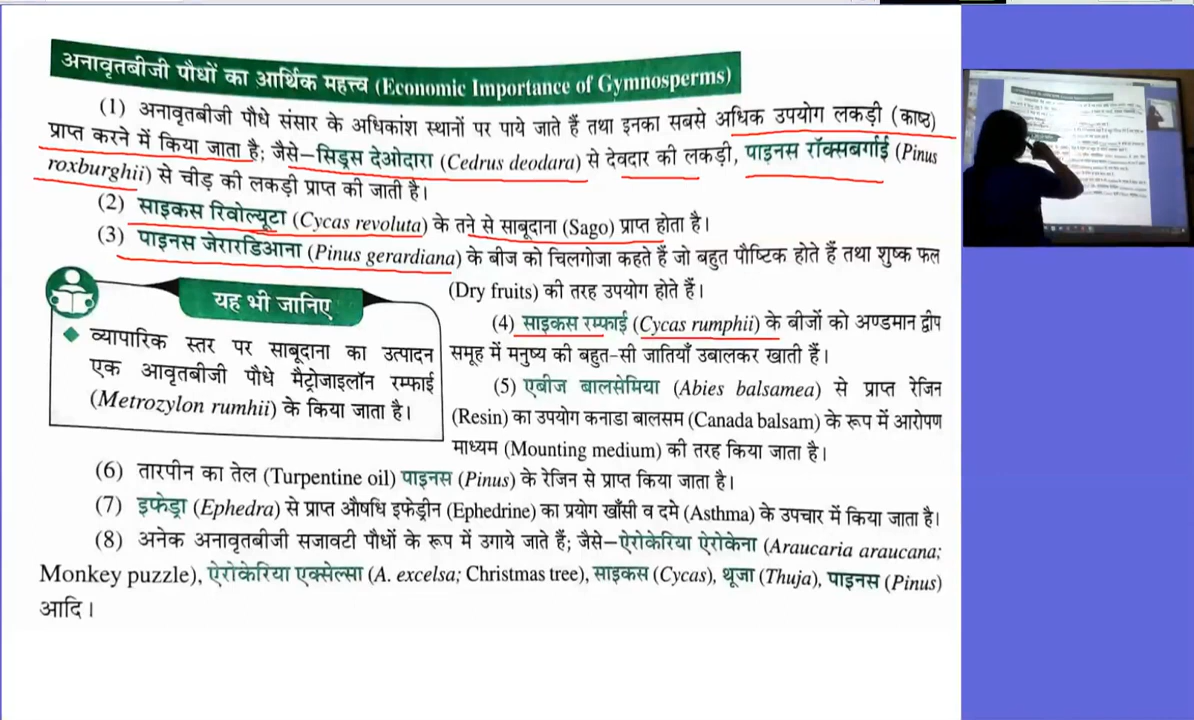 अनावृतबीजी पौधों का आर्थिक महत्त्व (Economic Importance of Gymnosperms)
(1) अनावृतबीजी पौधे संसार के अधिकांश स्थानों पर पाये जाते हैं तथा इनका सबसे अधिक उपयोग लकड़ी (काष्ठ)
प्राप्त करने में किया जाता है; जैसे–सिड्रस देओदारा (Cedrus deodara) से देवदार की लकड़ी, पाइनस रॉक्सबर्गाई (Pinus
roxburghii) से चीड़ की लकड़ी प्राप्त की जाती है।
(2) साइकस रिवोल्यूटा (Cycas revoluta) के तने से साबूदाना (Sago) प्राप्त होता है।
(3) पाइनस जेरारडिआना (Pinus gerardiana) के बीज को चिलगोजा कहते हैं जो बहुत पौष्टिक होते हैं तथा शुष्क फल
(Dry fruits) की तरह उपयोग होते हैं।
यह भी जानिए
◆ व्यापारिक स्तर पर साबूदाना का उत्पादन
एक आवृतबीजी पौधे मैट्रोजाइलॉन रम्फाई
(Metrozylon rumhii) के किया जाता है।
(4) साइकस रम्फाई (Cycas rumphii) के बीजों को अण्डमान द्वीप
समूह में मनुष्य की बहुत-सी जातियाँ उबालकर खाती हैं।
(5) एबीज बालसेमिया (Abies balsamea) से प्राप्त रेजिन
(Resin) का उपयोग कनाडा बालसम (Canada balsam) के रूप में आरोपण
माध्यम (Mounting medium) की तरह किया जाता है।
(6) तारपीन का तेल (Turpentine oil) पाइनस (Pinus) के रेजिन से प्राप्त किया जाता है।
(7) इफेड्रा (Ephedra) से प्राप्त औषधि इफेड्रीन (Ephedrine) का प्रयोग खाँसी व दमे (Asthma) के उपचार में किया जाता है।
(8) अनेक अनावृतबीजी सजावटी पौधों के रूप में उगाये जाते हैं; जैसे–ऐरोकेरिया ऐरोकेना (Araucaria araucana;
Monkey puzzle), ऐरोकेरिया एक्सेल्सा (A. excelsa; Christmas tree), साइकस (Cycas), थूजा (Thuja), पाइनस (Pinus)
आदि।